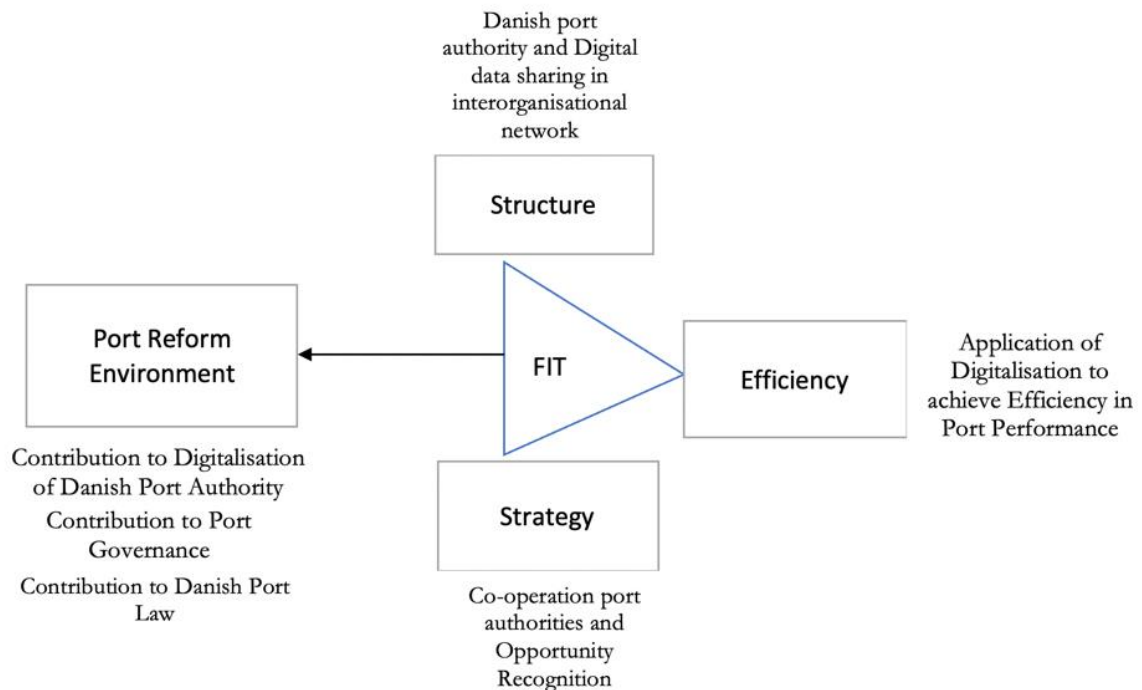 Danish port
authority and Digital
data sharing in
interorganisational
network
Structure
Port Reform
Environment
FIT
Efficiency
Application of
Digitalisation to
achieve Efficiency in
Port Performance
Contribution to Digitalisation
of Danish Port Authority
Contribution to Port
Governance
Contribution to Danish Port
Law
Strategy
Co-operation port
authorities and
Opportunity
Recognition